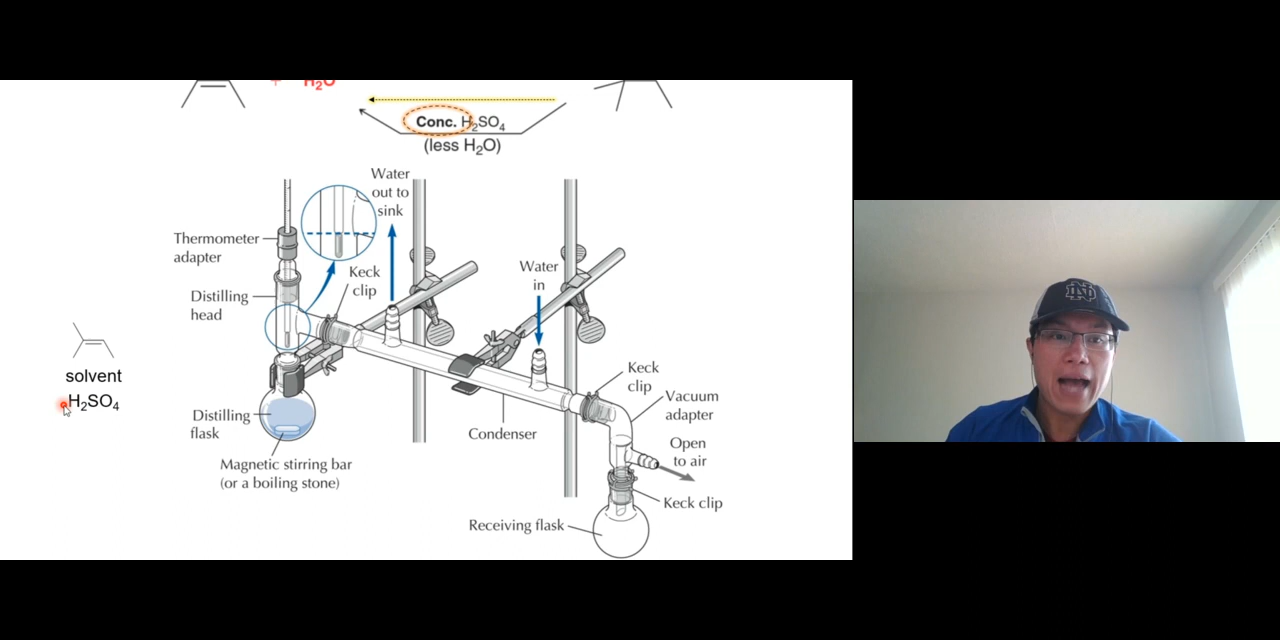 + H2O
Conc. H2SO4
(less H2O)
Water
out to
sink
Thermometer
adapter
Keck
clip
Water
in
Distilling
head
solvent
H2SO4
Keck
clip
Vacuum
adapter
Distilling
flask
Condenser
Open
to air
Magnetic stirring bar
(or a boiling stone)
Keck clip
Receiving flask
ND